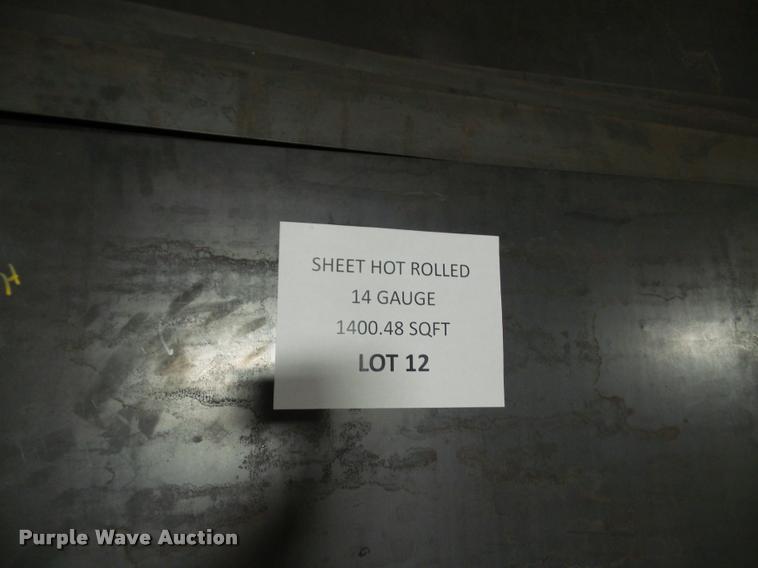 H
SHEET HOT ROLLED
14 GAUGE
1400.48 SQFT
LOT 12
Purple Wave Auction